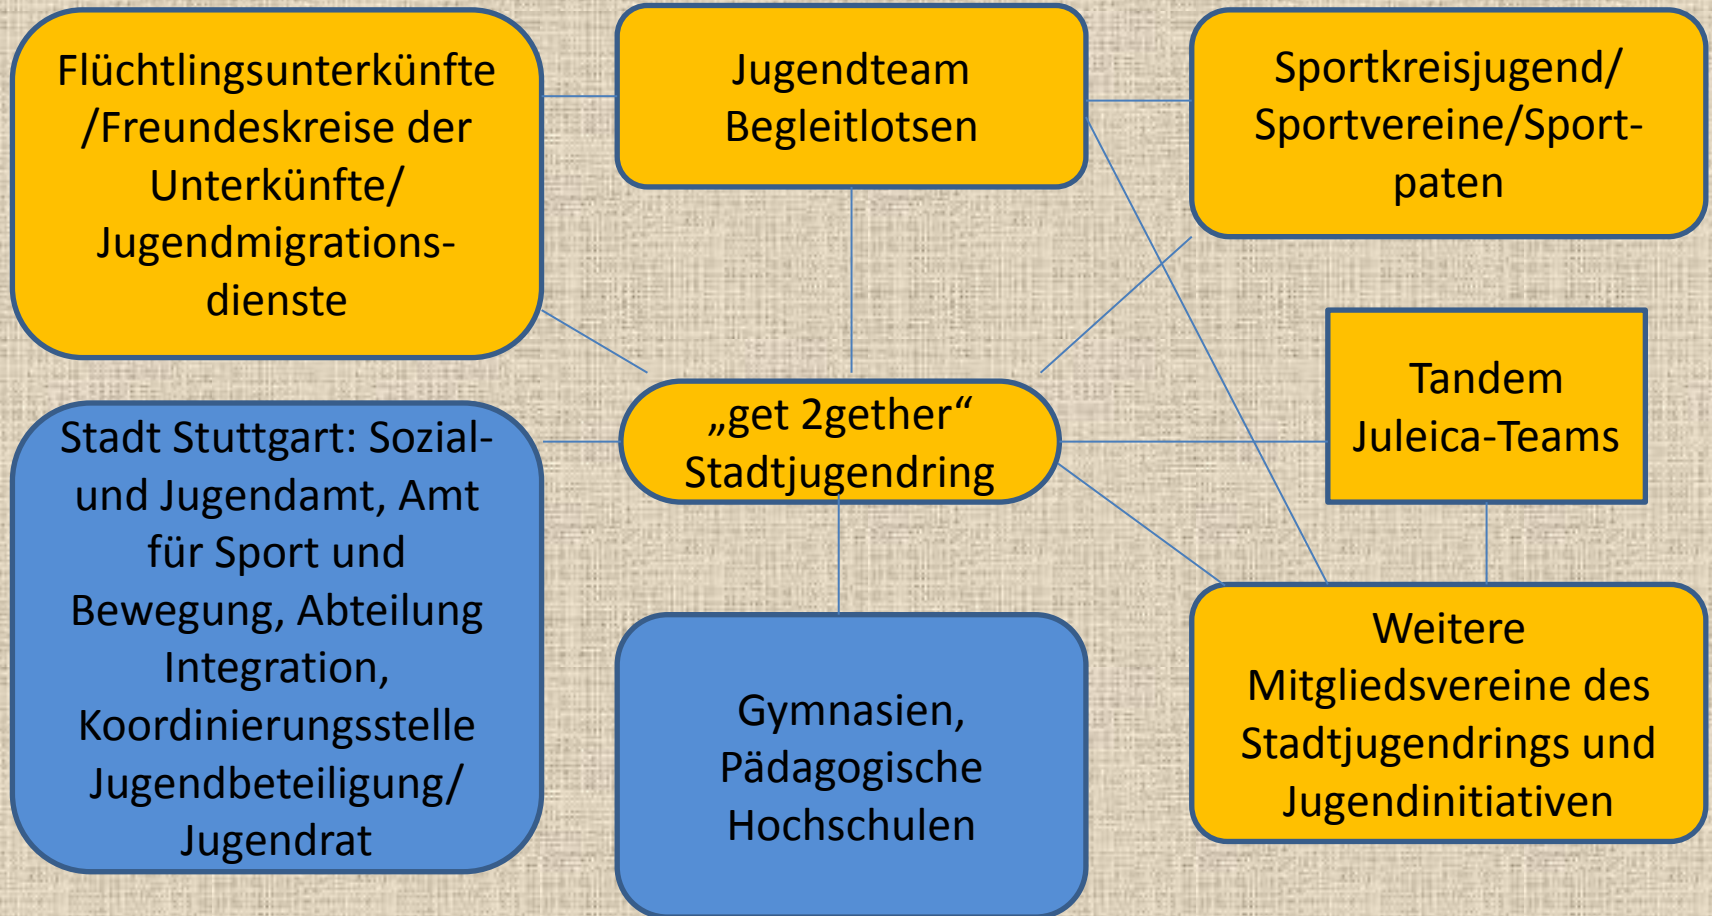 Flüchtlingsunterkünfte
/Freundeskreise der
Unterkünfte/
Jugendmigrations-
dienste
Jugendteam
Begleitlotsen
Sportkreisjugend/
Sportvereine/Sport-
paten
Stadt Stuttgart: Sozial-
und Jugendamt, Amt
für Sport und
Bewegung, Abteilung
Integration,
Koordinierungsstelle
Jugendbeteiligung/
Jugendrat
„get 2gether“
Stadtjugendring
Tandem
Juleica-Teams
Gymnasien,
Pädagogische
Hochschulen
Weitere
Mitgliedsvereine des
Stadtjugendrings und
Jugendinitiativen